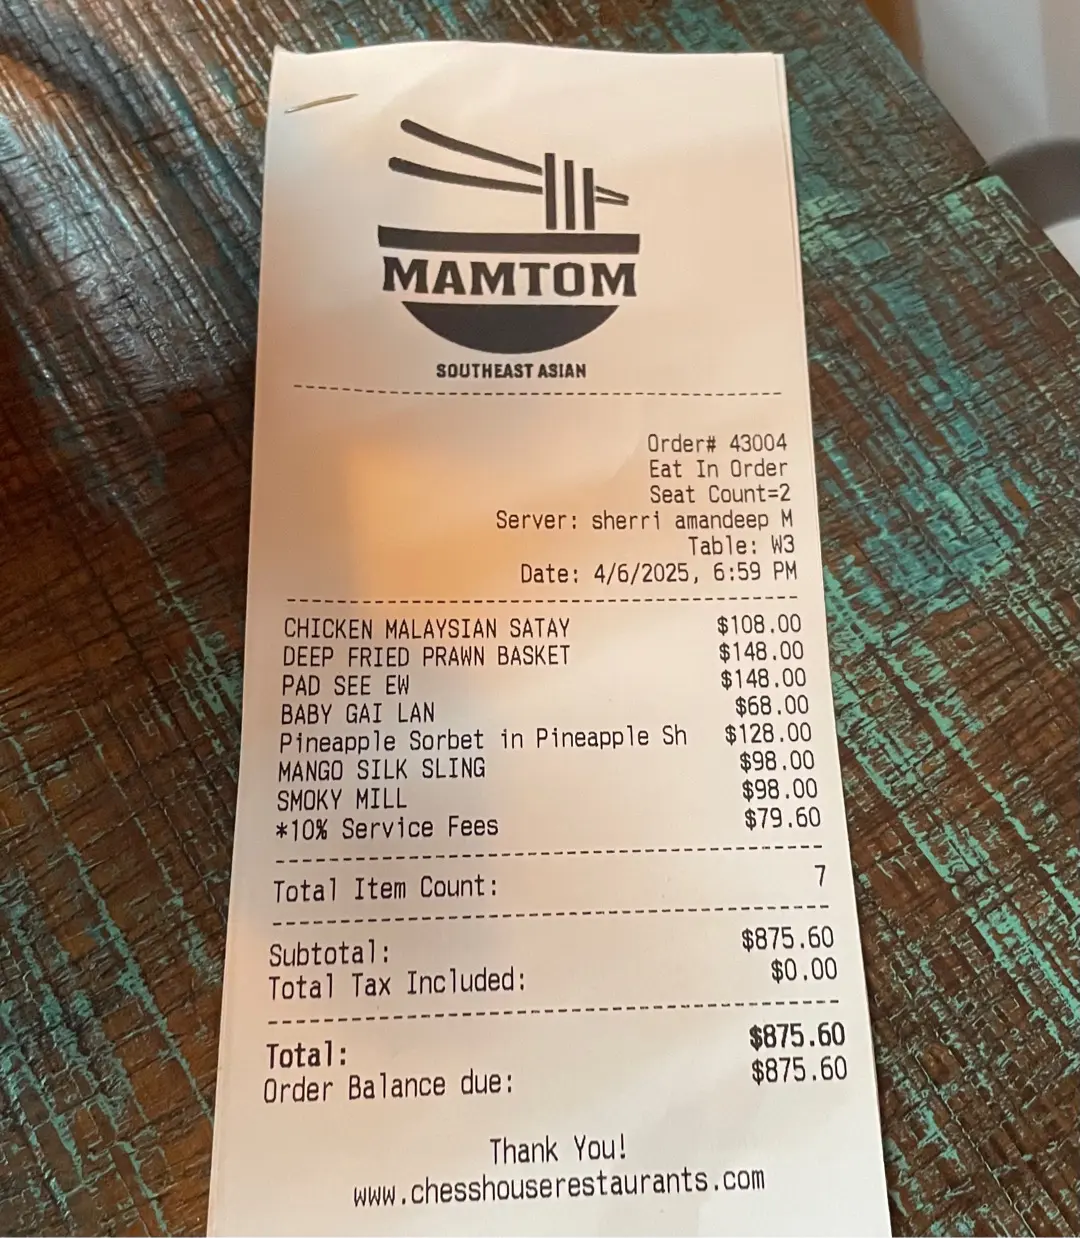 MAMTOM
SOUTHEAST ASIAN
Order# 43004
Eat In Order
Seat Count=2
Server: sherri amandeep M
Table: W3
Date: 4/6/2025, 6:59 PM
CHICKEN MALAYSIAN SATAY $108.00
DEEP FRIED PRAWN BASKET $148.00
PAD SEE EW $148.00
BABY GAI LAN $68.00
Pineapple Sorbet in Pineapple Sh $128.00
MANGO SILK SLING $98.00
SMOKY MILL $98.00
*10% Service Fees $79.60
Total Item Count: 7
Subtotal: $875.60
Total Tax Included: $0.00
Total: $875.60
Order Balance due: $875.60
Thank You!
www.chesshouserestaurants.com